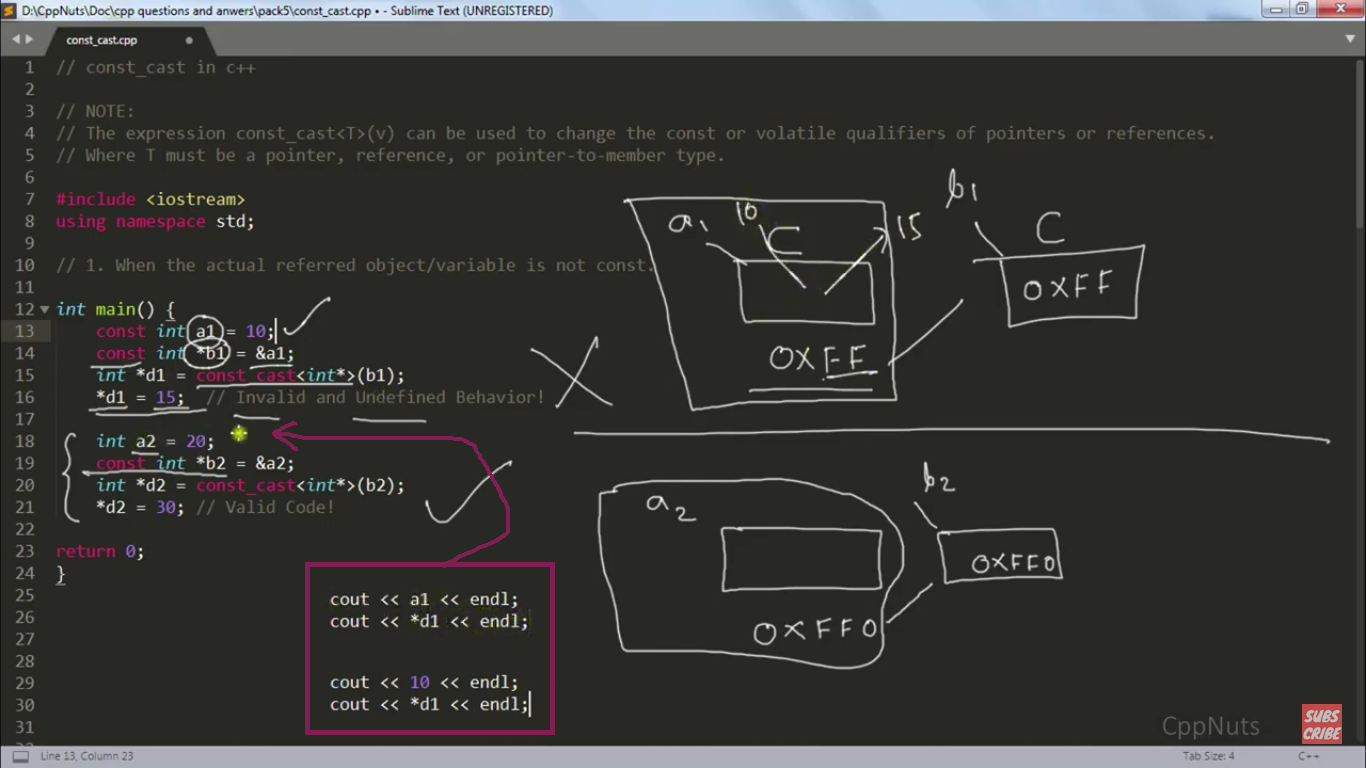 D:\CppNuts\Doc\cpp questions and anwers\pack5\const_cast.cpp • - Sublime Text (UNREGISTERED)
const_cast.cpp
1 // const_cast in c++
2
3 // NOTE:
4 // The expression const_cast<T>(v) can be used to change the const or volatile qualifiers of pointers or references.
5 // Where T must be a pointer, reference, or pointer-to-member type.
6
7 #include <iostream>
8 using namespace std;
9
10 // 1. When the actual referred object/variable is not const.
11
12 int main() {
13 const int a1 = 10;
14 const int *b1 = &a1;
15 int *d1 = const_cast<int*>(b1);
16 *d1 = 15; // Invalid and Undefined Behavior!
17
18 int a2 = 20;
19 const int *b2 = &a2;
20 int *d2 = const_cast<int*>(b2);
21 *d2 = 30; // Valid Code!
22
23 return 0;
24 }
25
26
27
28
29
30
31
cout << a1 << endl;
cout << *d1 << endl;
cout << 10 << endl;
cout << *d1 << endl;
a1 10 C 15
0XFF
b1
C
0XFF
a2
0XFF0
b2
0XFF0
CppNuts
SUBS
CRIBE
Line 13, Column 23
Tab Size: 4
C++